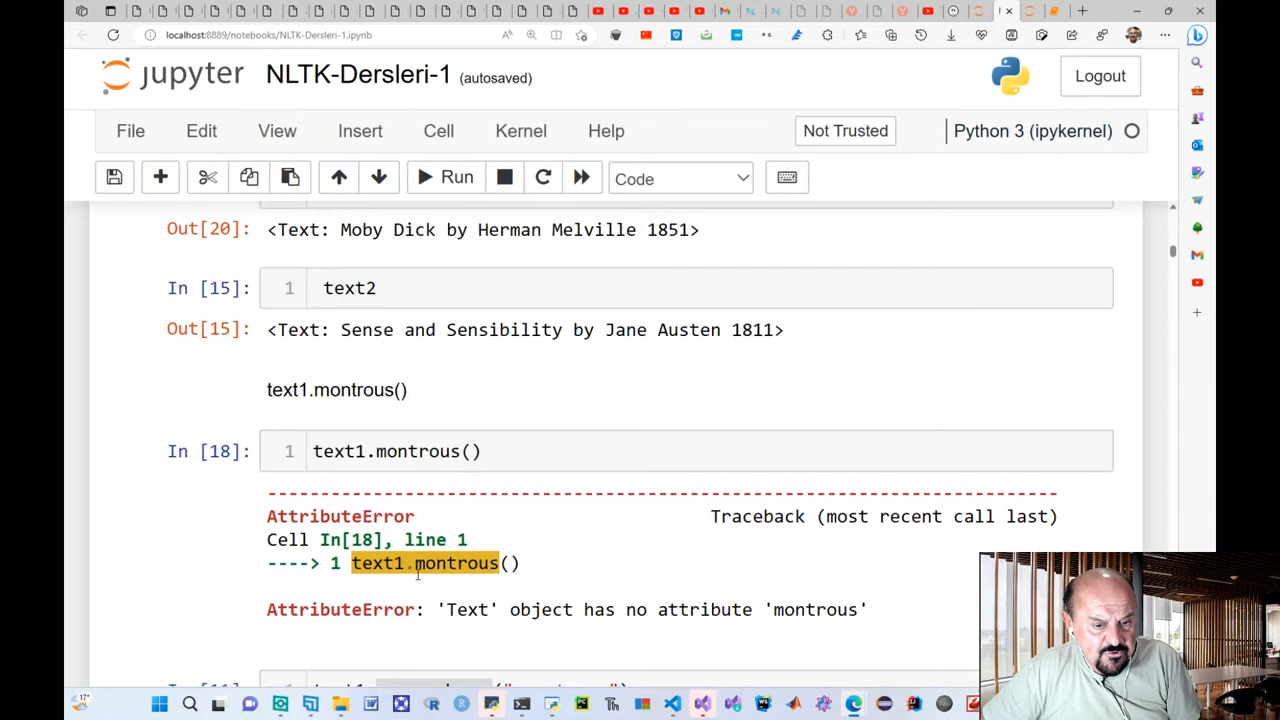 localhost:8889/notebooks/NLTK-Dersleri-1.ipynb
jupyter NLTK-Dersleri-1 (autosaved)
Logout
File Edit View Insert Cell Kernel Help
Not Trusted
Python 3 (ipykernel)
Run
Code
Out[20]: <Text: Moby Dick by Herman Melville 1851>
In [15]: 1 text2
Out[15]: <Text: Sense and Sensibility by Jane Austen 1811>
text1.montrous()
In [18]: 1 text1.montrous()
---------------------------------------------------------------------------
AttributeError Traceback (most recent call last)
Cell In[18], line 1
----> 1 text1.montrous()
AttributeError: 'Text' object has no attribute 'montrous'
17°